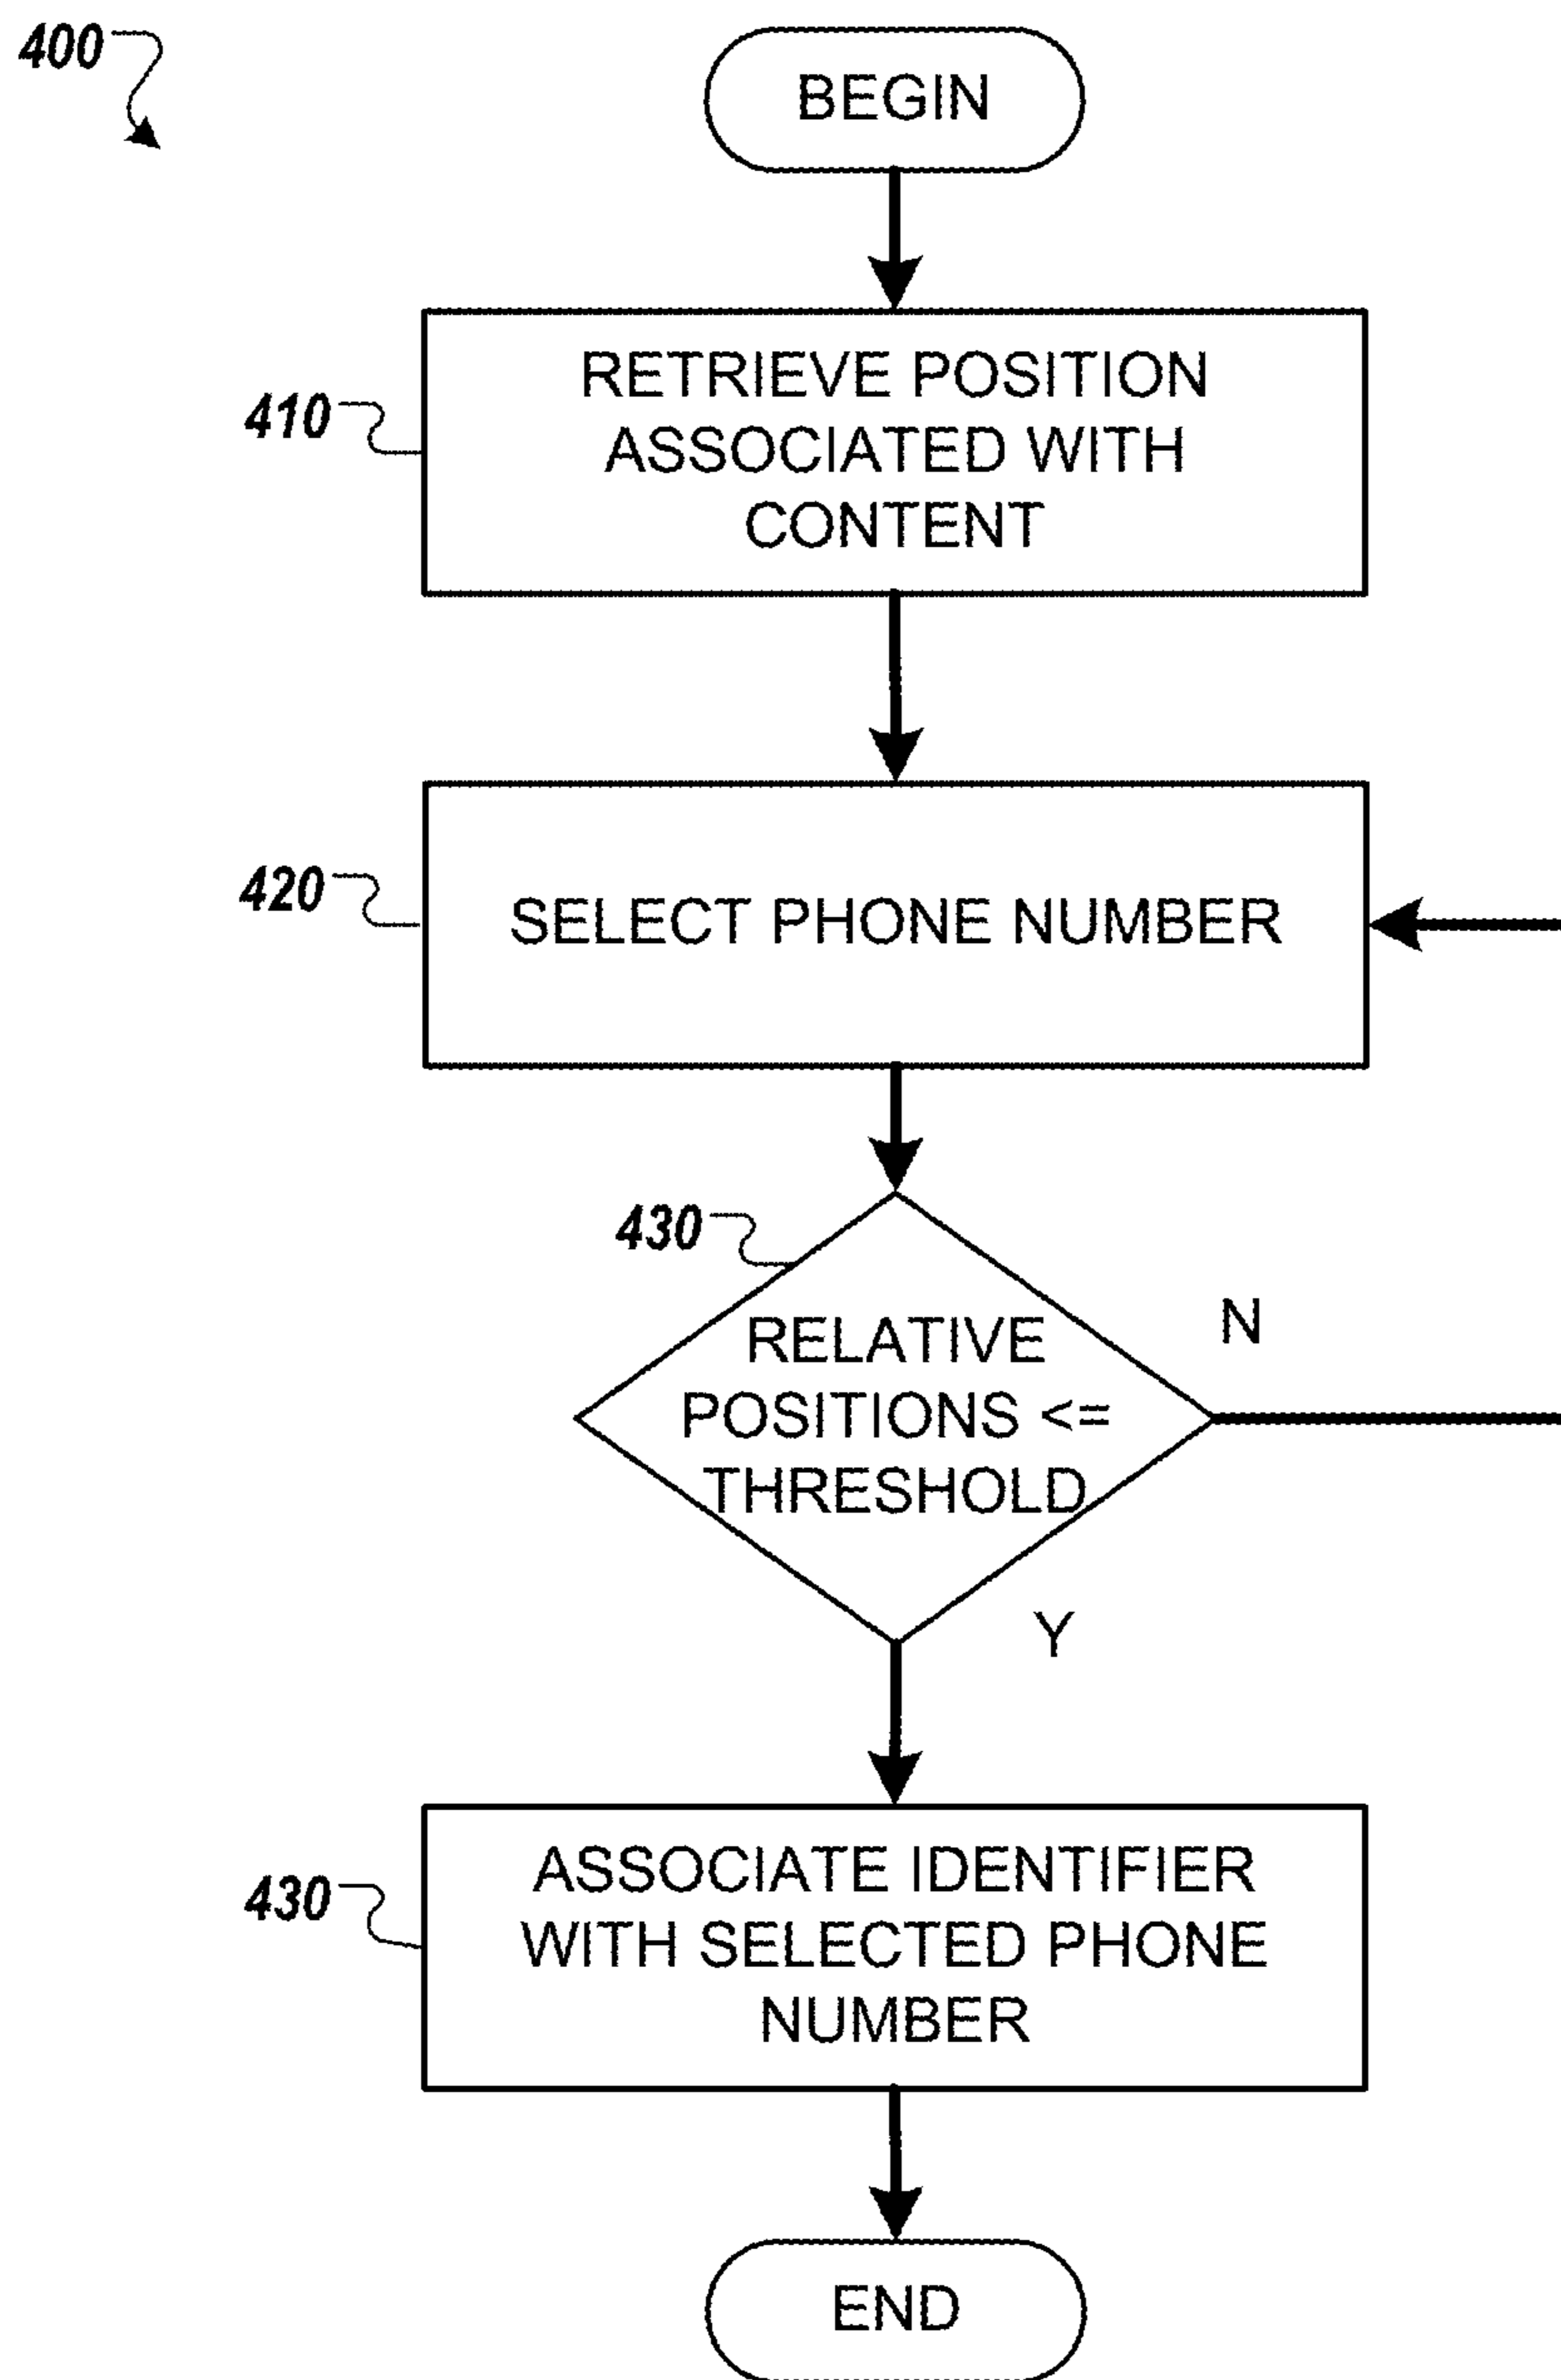 400
BEGIN
410
RETRIEVE POSITION
ASSOCIATED WITH
CONTENT
420
SELECT PHONE NUMBER
430
RELATIVE
POSITIONS <=
THRESHOLD
N
Y
430
ASSOCIATE IDENTIFIER
WITH SELECTED PHONE
NUMBER
END